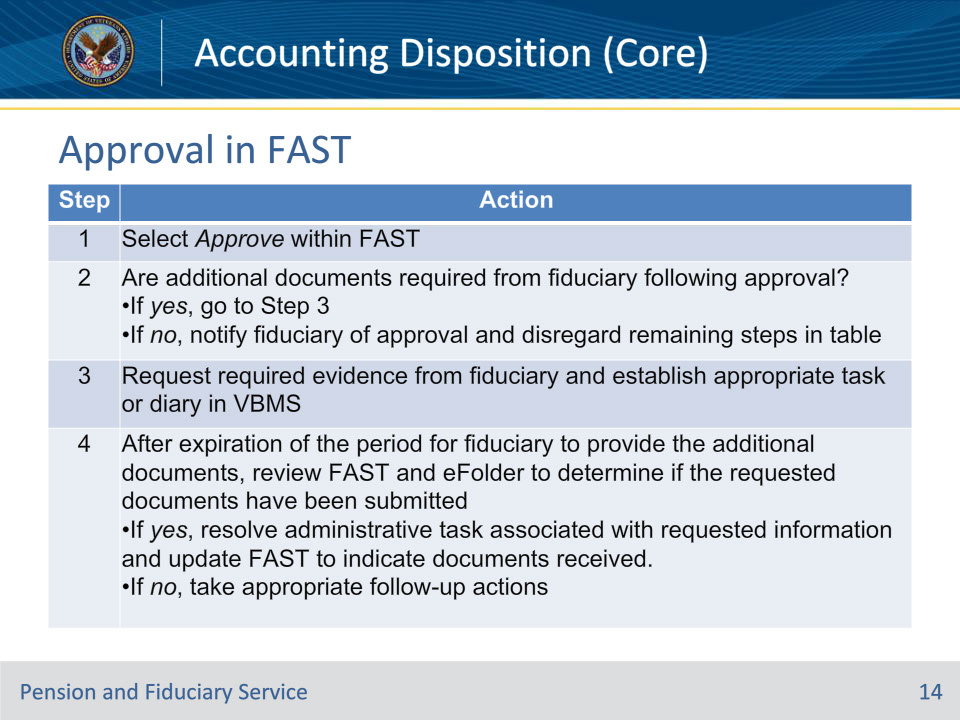 Accounting Disposition (Core)
Approval in FAST
Step Action
1 Select Approve within FAST
2 Are additional documents required from fiduciary following approval?
•If yes, go to Step 3
•If no, notify fiduciary of approval and disregard remaining steps in table
3 Request required evidence from fiduciary and establish appropriate task
or diary in VBMS
4 After expiration of the period for fiduciary to provide the additional
documents, review FAST and eFolder to determine if the requested
documents have been submitted
•If yes, resolve administrative task associated with requested information
and update FAST to indicate documents received.
•If no, take appropriate follow-up actions
Pension and Fiduciary Service 14